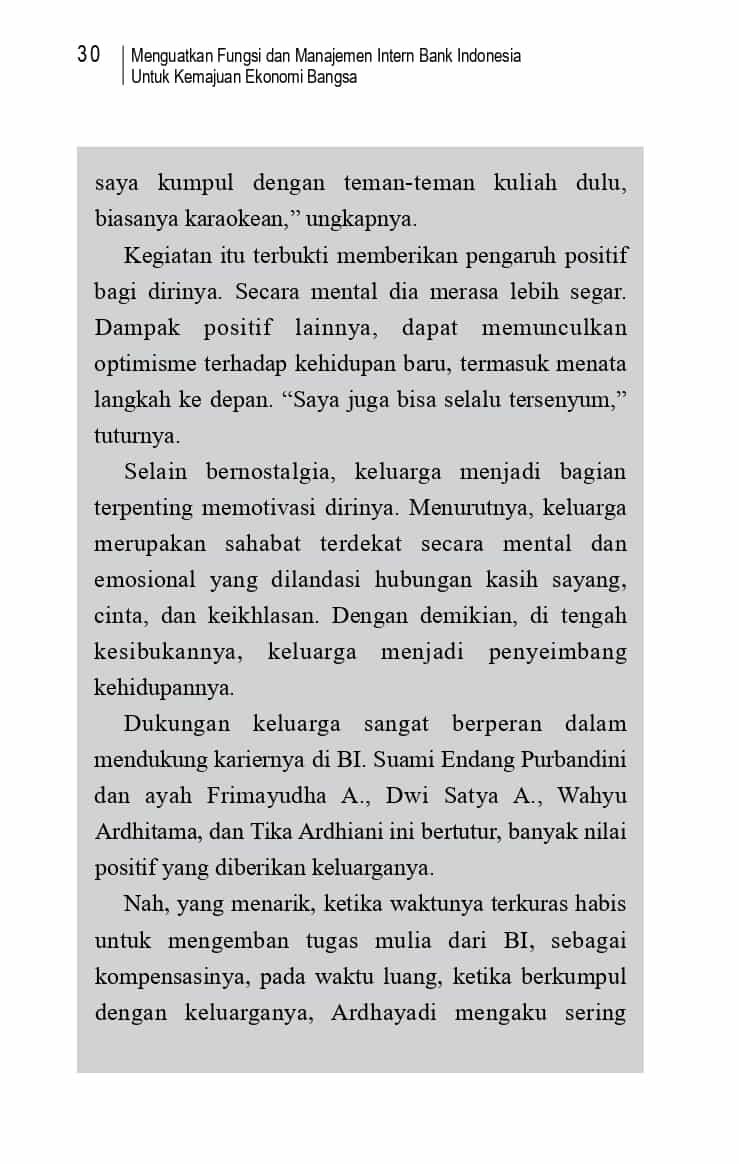 30
Menguatkan Fungsi dan Manajemen Intern Bank Indonesia
Untuk Kemajuan Ekonomi Bangsa
saya kumpul dengan teman-teman kuliah dulu,
biasanya karaokean,” ungkapnya.
Kegiatan itu terbukti memberikan pengaruh positif
bagi dirinya. Secara mental dia merasa lebih segar.
Dampak positif lainnya, dapat memunculkan
optimisme terhadap kehidupan baru, termasuk menata
langkah ke depan. “Saya juga bisa selalu tersenyum,”
tuturnya.
Selain bernostalgia, keluarga menjadi bagian
terpenting memotivasi dirinya. Menurutnya, keluarga
merupakan sahabat terdekat secara mental dan
emosional yang dilandasi hubungan kasih sayang,
cinta, dan keikhlasan. Dengan demikian, di tengah
kesibukannya, keluarga menjadi penyeimbang
kehidupannya.
Dukungan keluarga sangat berperan dalam
mendukung kariernya di BI. Suami Endang Purbandini
dan ayah Frimayudha A., Dwi Satya A., Wahyu
Ardhitama, dan Tika Ardhiani ini bertutur, banyak nilai
positif yang diberikan keluarganya.
Nah, yang menarik, ketika waktunya terkuras habis
untuk mengemban tugas mulia dari BI, sebagai
kompensasinya, pada waktu luang, ketika berkumpul
dengan keluarganya, Ardhayadi mengaku sering